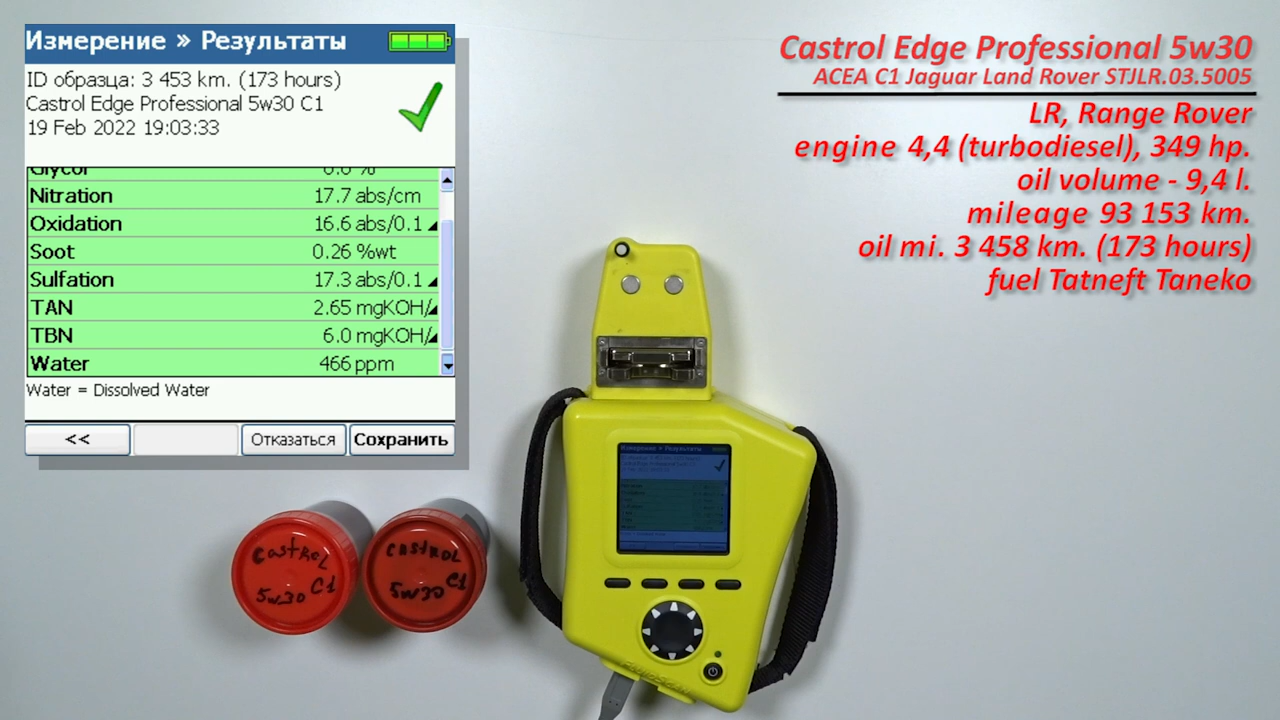 Измерение » Результаты
ID образца: 3 453 km. (173 hours)
Castrol Edge Professional 5w30 C1
19 Feb 2022 19:03:33
Glycol 0.0 %
Nitration 17.7 abs/cm
Oxidation 16.6 abs/0.1
Soot 0.26 %wt
Sulfation 17.3 abs/0.1
TAN 2.65 mgKOH/
TBN 6.0 mgKOH/
Water 466 ppm
Water = Dissolved Water
<<
Отказаться
Сохранить
Castrol Edge Professional 5w30
ACEA C1 Jaguar Land Rover STJLR.03.5005
LR, Range Rover
engine 4,4 (turbodiesel), 349 hp.
oil volume - 9,4 l.
mileage 93 153 km.
oil mi. 3 458 km. (173 hours)
fuel Tatneft Taneko
Измерение » Результаты
Castrol
5w30 C1
CASTROL
5w30 C1